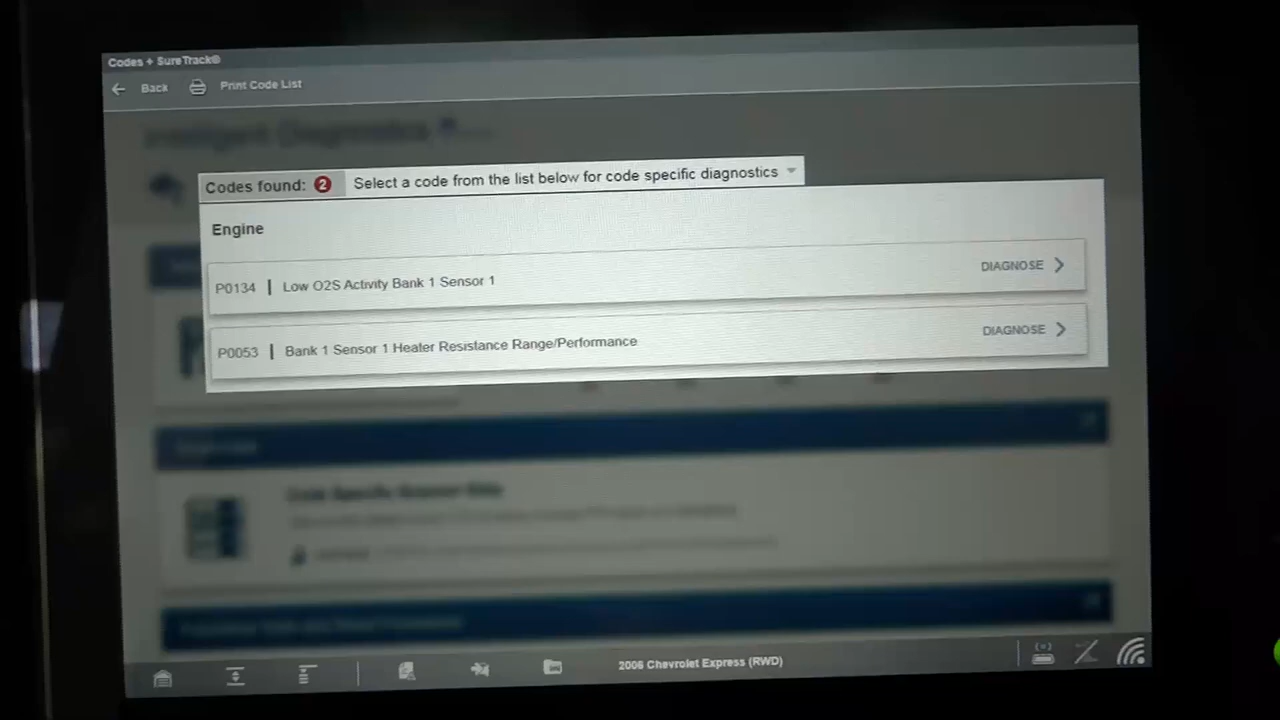 Codes + SureTrack®
Back Print Code List
Intelligent Diagnostics
Codes found: 2 Select a code from the list below for code specific diagnostics
Engine
P0134 | Low O2S Activity Bank 1 Sensor 1 DIAGNOSE
P0053 | Bank 1 Sensor 1 Heater Resistance Range/Performance DIAGNOSE
2006 Chevrolet Express (RWD)